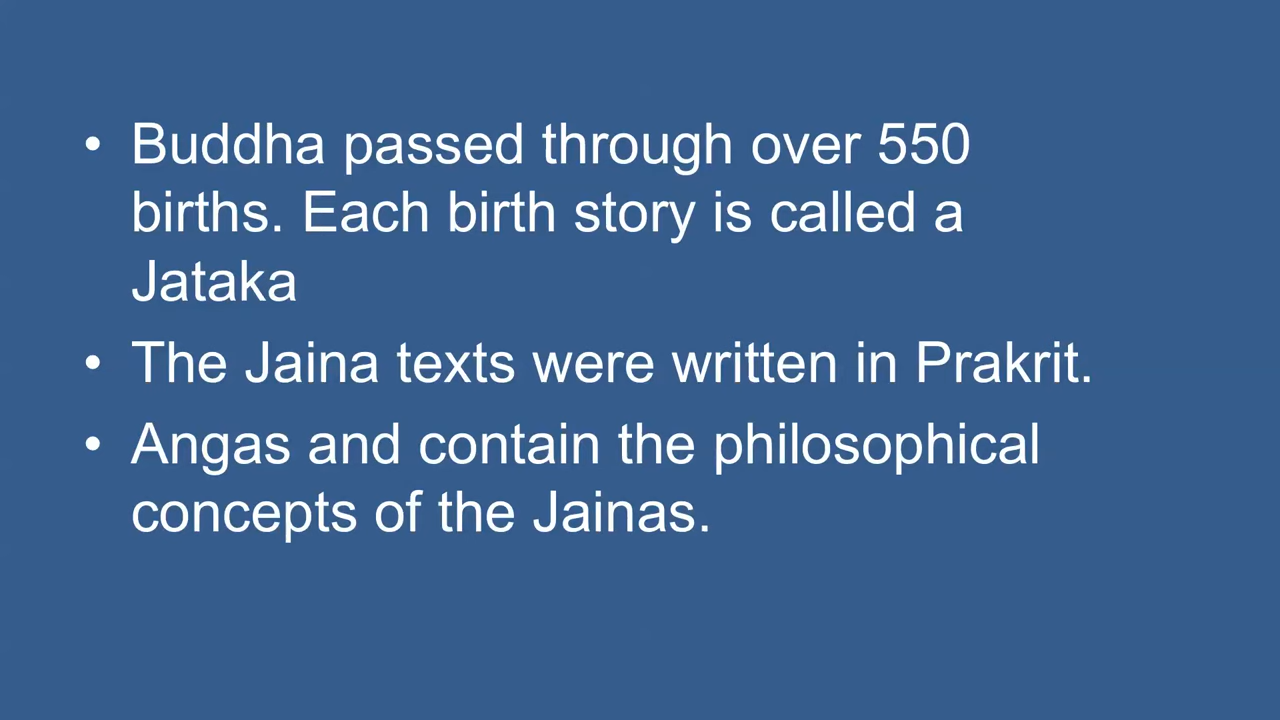 • Buddha passed through over 550
births. Each birth story is called a
Jataka
• The Jaina texts were written in Prakrit.
• Angas and contain the philosophical
concepts of the Jainas.